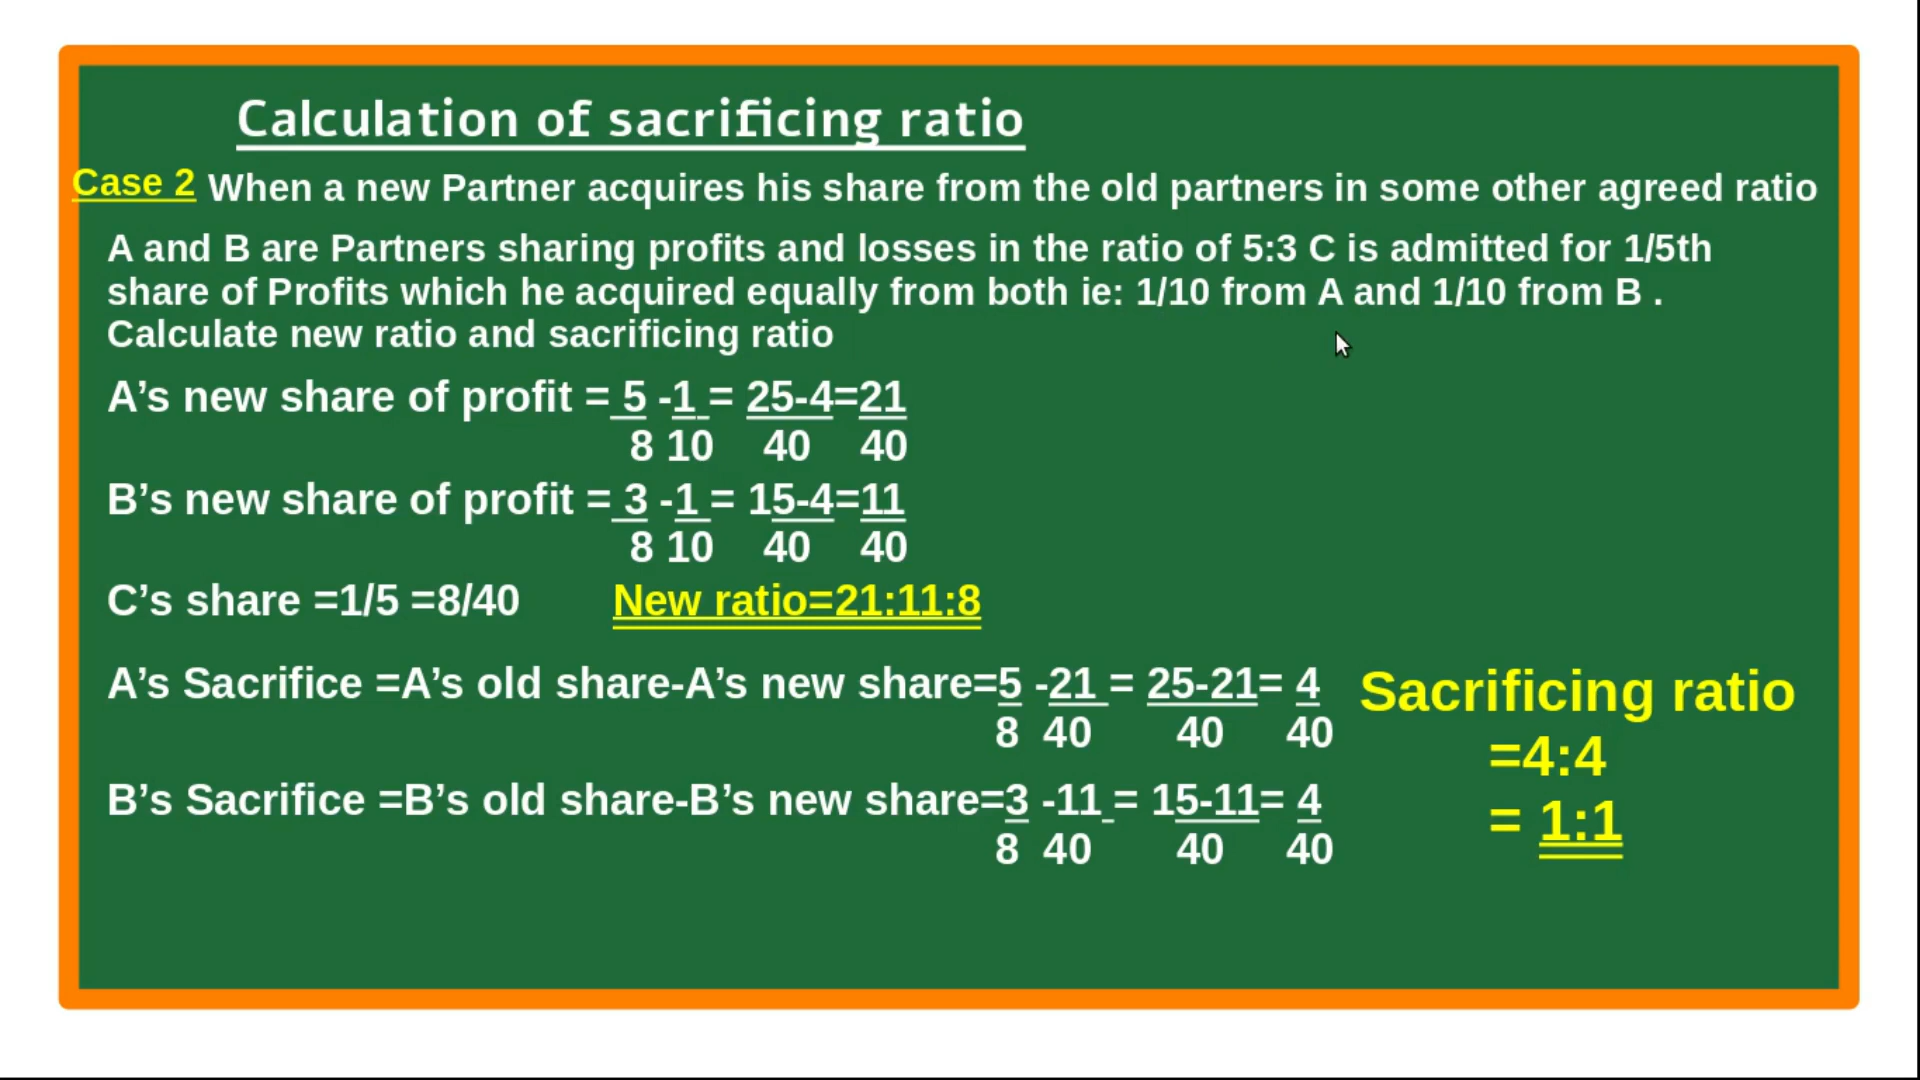 Calculation of sacrificing ratio
Case 2 When a new Partner acquires his share from the old partners in some other agreed ratio
A and B are Partners sharing profits and losses in the ratio of 5:3 C is admitted for 1/5th
share of Profits which he acquired equally from both ie: 1/10 from A and 1/10 from B .
Calculate new ratio and sacrificing ratio
A’s new share of profit = 5 -1 = 25-4=21
8 10 40 40
B’s new share of profit = 3 -1 = 15-4=11
8 10 40 40
C’s share =1/5 =8/40 New ratio=21:11:8
A’s Sacrifice =A’s old share-A’s new share=5 -21 = 25-21= 4
8 40 40 40
B’s Sacrifice =B’s old share-B’s new share=3 -11 = 15-11= 4
8 40 40 40
Sacrificing ratio
=4:4
= 1:1